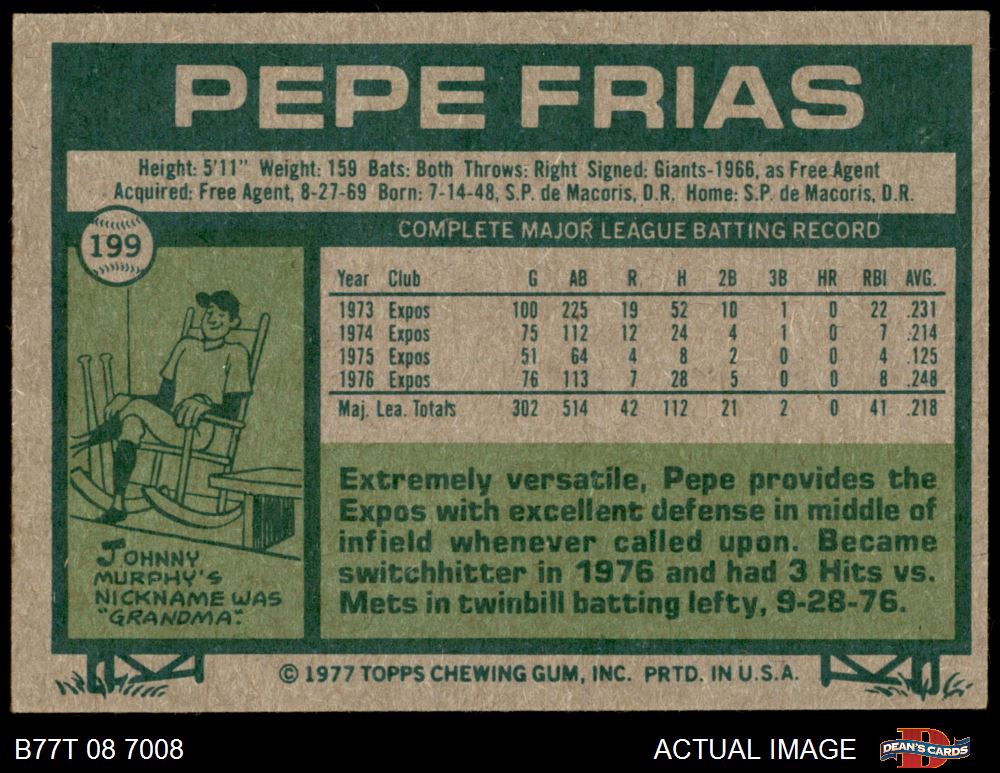 PEPE FRIAS
Height: 5'11" Weight: 159 Bats: Both Throws: Right Signed: Giants-1966, as Free Agent
Acquired: Free Agent, 8-27-69 Born: 7-14-48, S.P. de Macoris, D.R. Home: S.P. de Macoris, D.R.
199
COMPLETE MAJOR LEAGUE BATTING RECORD
Year Club G AB R H 2B 3B HR RBI AVG.
1973 Expos 100 225 19 52 10 1 0 22 .231
1974 Expos 75 112 12 24 4 1 0 7 .214
1975 Expos 51 64 4 8 2 0 0 4 .125
1976 Expos 76 113 7 28 5 0 0 8 .248
Maj. Lea. Totals 302 514 42 112 21 2 0 41 .218
JOHNNY
MURPHY'S
NICKNAME WAS
"GRANDMA".
Extremely versatile, Pepe provides the
Expos with excellent defense in middle of
infield whenever called upon. Became
switchhitter in 1976 and had 3 Hits vs.
Mets in twinbill batting lefty, 9-28-76.
© 1977 TOPPS CHEWING GUM, INC. PRTD. IN U.S.A.
B77T 08 7008
ACTUAL IMAGE
DEAN'S CARDS